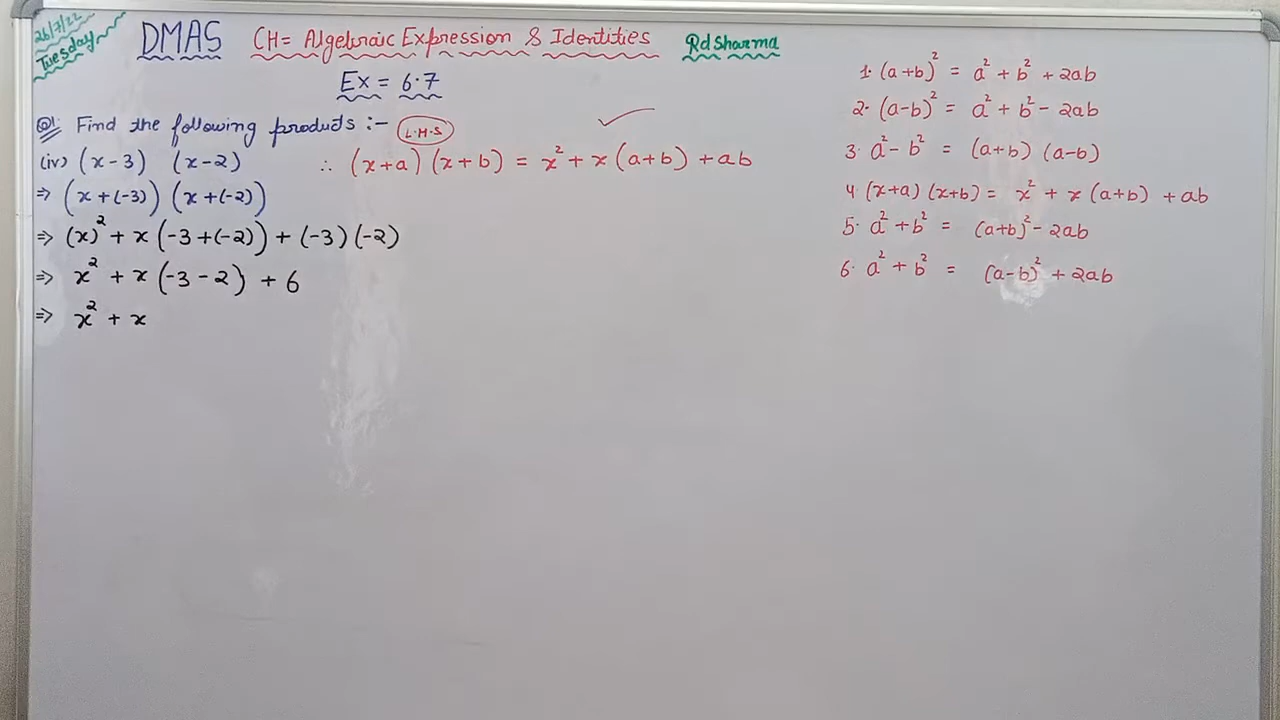 26/7/22
Tuesday
DMAS CH= Algebraic Expression & Identities Rd Sharma
Ex = 6.7
Q1. Find the following products :-
L.H.S
(iv) (x-3) (x-2) ∴ (x+a) (x+b) = x² + x (a+b) + ab
⇒ (x+(-3)) (x+(-2))
⇒ (x)² + x (-3+(-2)) + (-3) (-2)
⇒ x² + x (-3-2) + 6
⇒ x² + x
1. (a+b)² = a² + b² + 2ab
2. (a-b)² = a² + b² - 2ab
3. a² - b² = (a+b) (a-b)
4. (x+a) (x+b) = x² + x (a+b) + ab
5. a² + b² = (a+b)² - 2ab
6. a² + b² = (a-b)² + 2ab